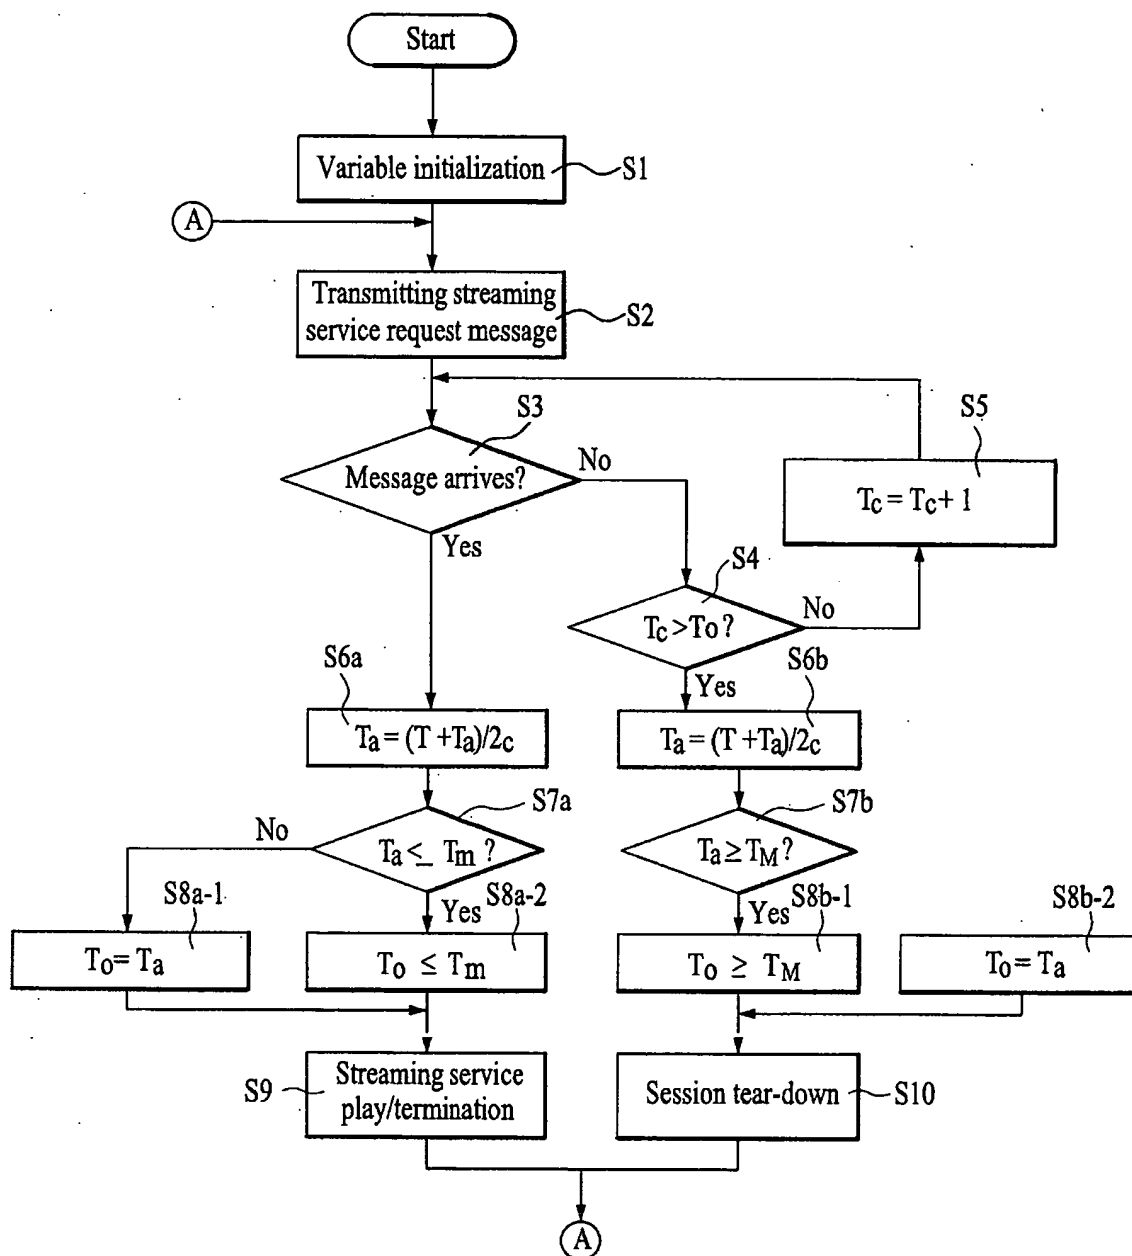 Start
Variable initialization
S1
A
Transmitting streaming
service request message
S2
S3
Message arrives?
No
Yes
S5
Tc = Tc + 1
S4
Tc > To ?
No
Yes
S6a
Ta = (T + Ta)/2c
S6b
Ta = (T + Ta)/2c
S7a
Ta <_ Tm ?
No
Yes
S7b
Ta ≥ TM ?
Yes
S8a-1
To = Ta
S8a-2
To ≤ Tm
S8b-1
To ≥ TM
S8b-2
To = Ta
S9
Streaming service
play/termination
Session tear-down
S10
A